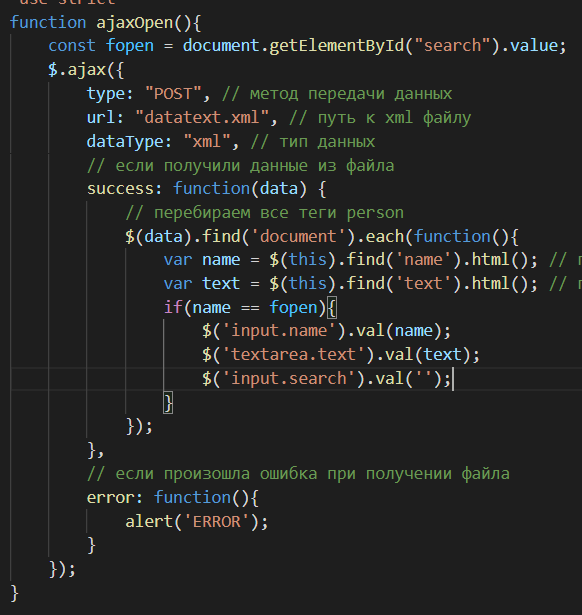 use strict
function ajaxOpen(){
const fopen = document.getElementById("search").value;
$.ajax({
type: "POST", // метод передачи данных
url: "datatext.xml", // путь к xml файлу
dataType: "xml", // тип данных
// если получили данные из файла
success: function(data) {
// перебираем все теги person
$(data).find('document').each(function(){
var name = $(this).find('name').html(); //
var text = $(this).find('text').html(); //
if(name == fopen){
$('input.name').val(name);
$('textarea.text').val(text);
$('input.search').val('');
}
});
},
// если произошла ошибка при получении файла
error: function(){
alert('ERROR');
}
});
}